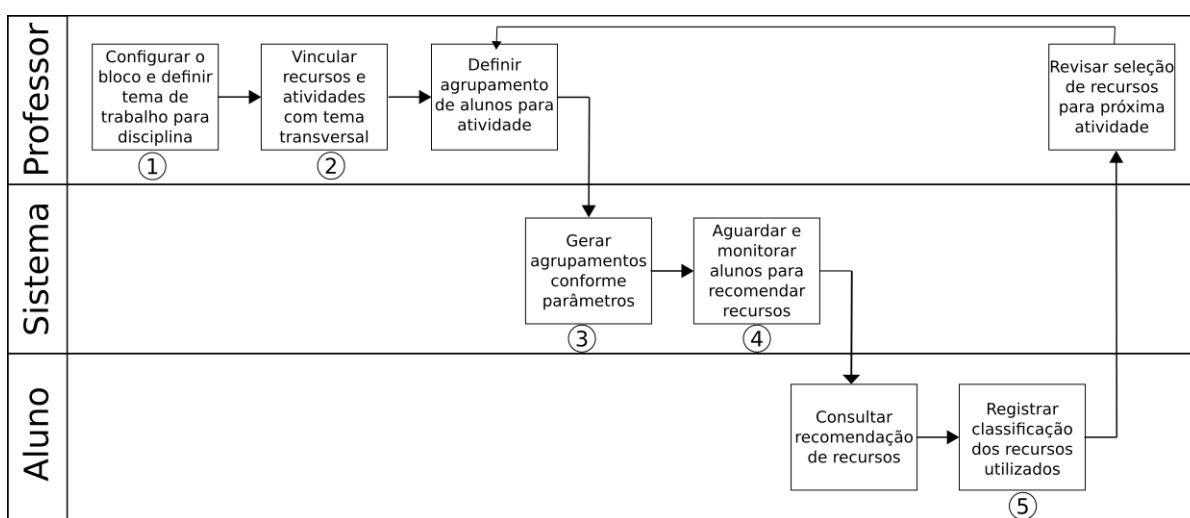 Professor
Configurar o
bloco e definir
tema de
trabalho para
disciplina
1
Vincular
recursos e
atividades
com tema
transversal
2
Definir
agrupamento
de alunos para
atividade
Revisar seleção
de recursos
para próxima
atividade
Sistema
Gerar
agrupamentos
conforme
parâmetros
3
Aguardar e
monitorar
alunos para
recomendar
recursos
4
Aluno
Consultar
recomendação
de recursos
Registrar
classificação
dos recursos
utilizados
5